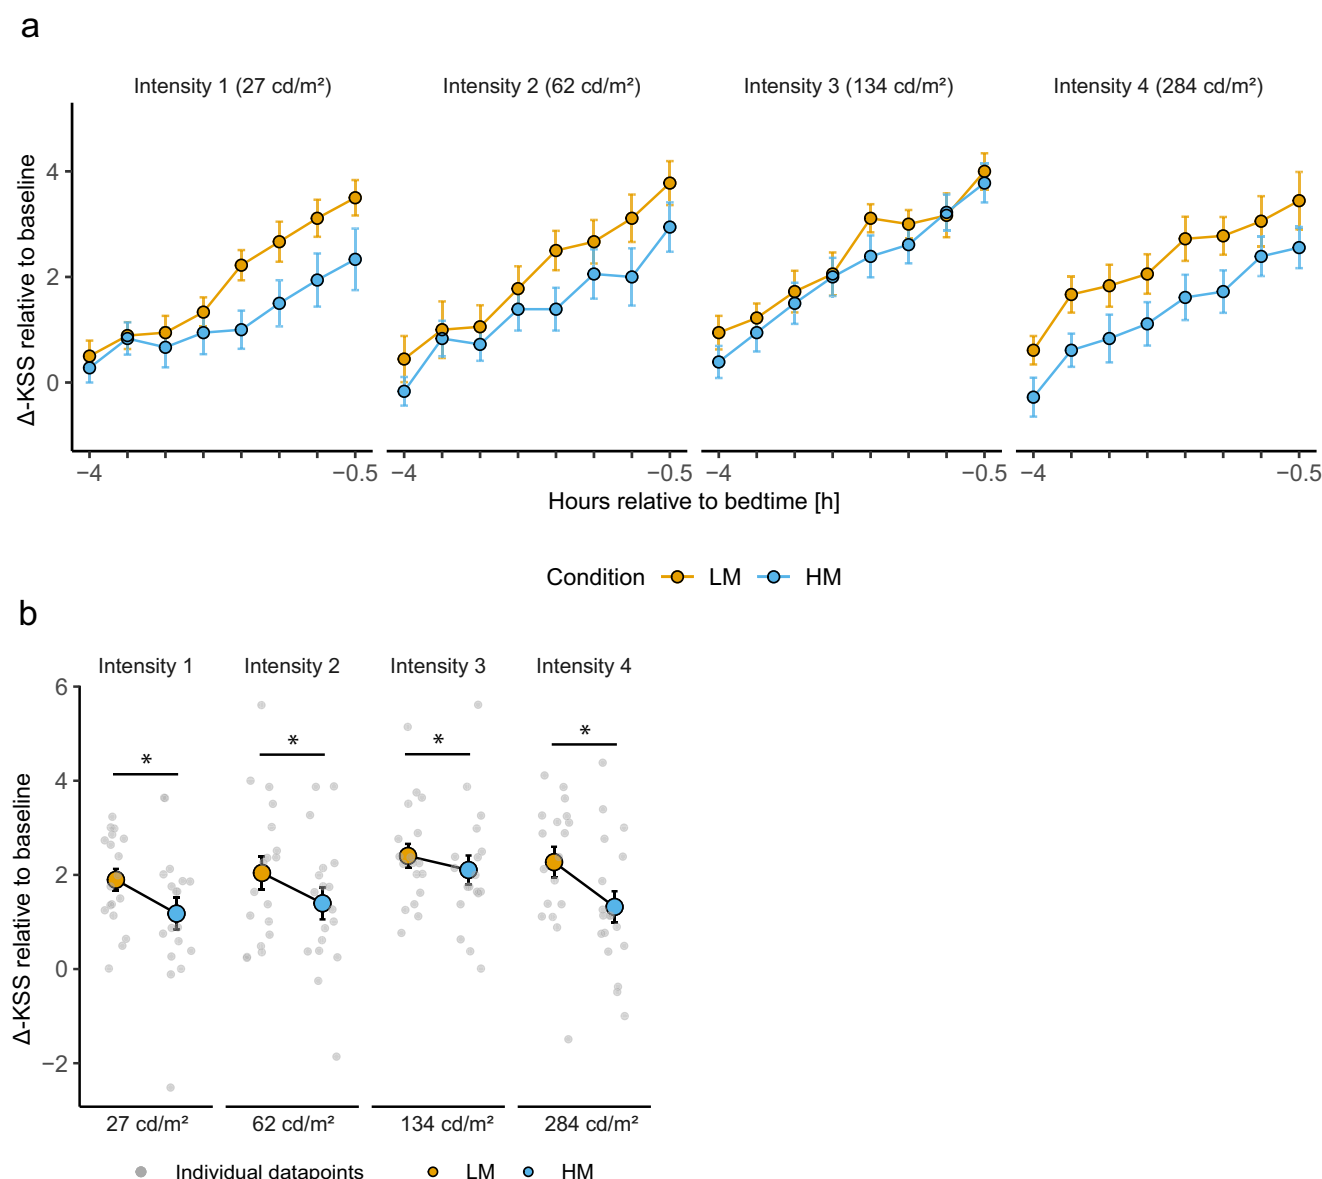 a
Intensity 1 (27 cd/m²) Intensity 2 (62 cd/m²) Intensity 3 (134 cd/m²) Intensity 4 (284 cd/m²)
Δ-KSS relative to baseline
4
2
0
−4 −0.5 −4 −0.5 −4 −0.5 −4 −0.5
Hours relative to bedtime [h]
Condition LM HM
b
Intensity 1 Intensity 2 Intensity 3 Intensity 4
Δ-KSS relative to baseline
6
4
2
0
−2
* * * *
27 cd/m² 62 cd/m² 134 cd/m² 284 cd/m²
Individual datapoints LM HM